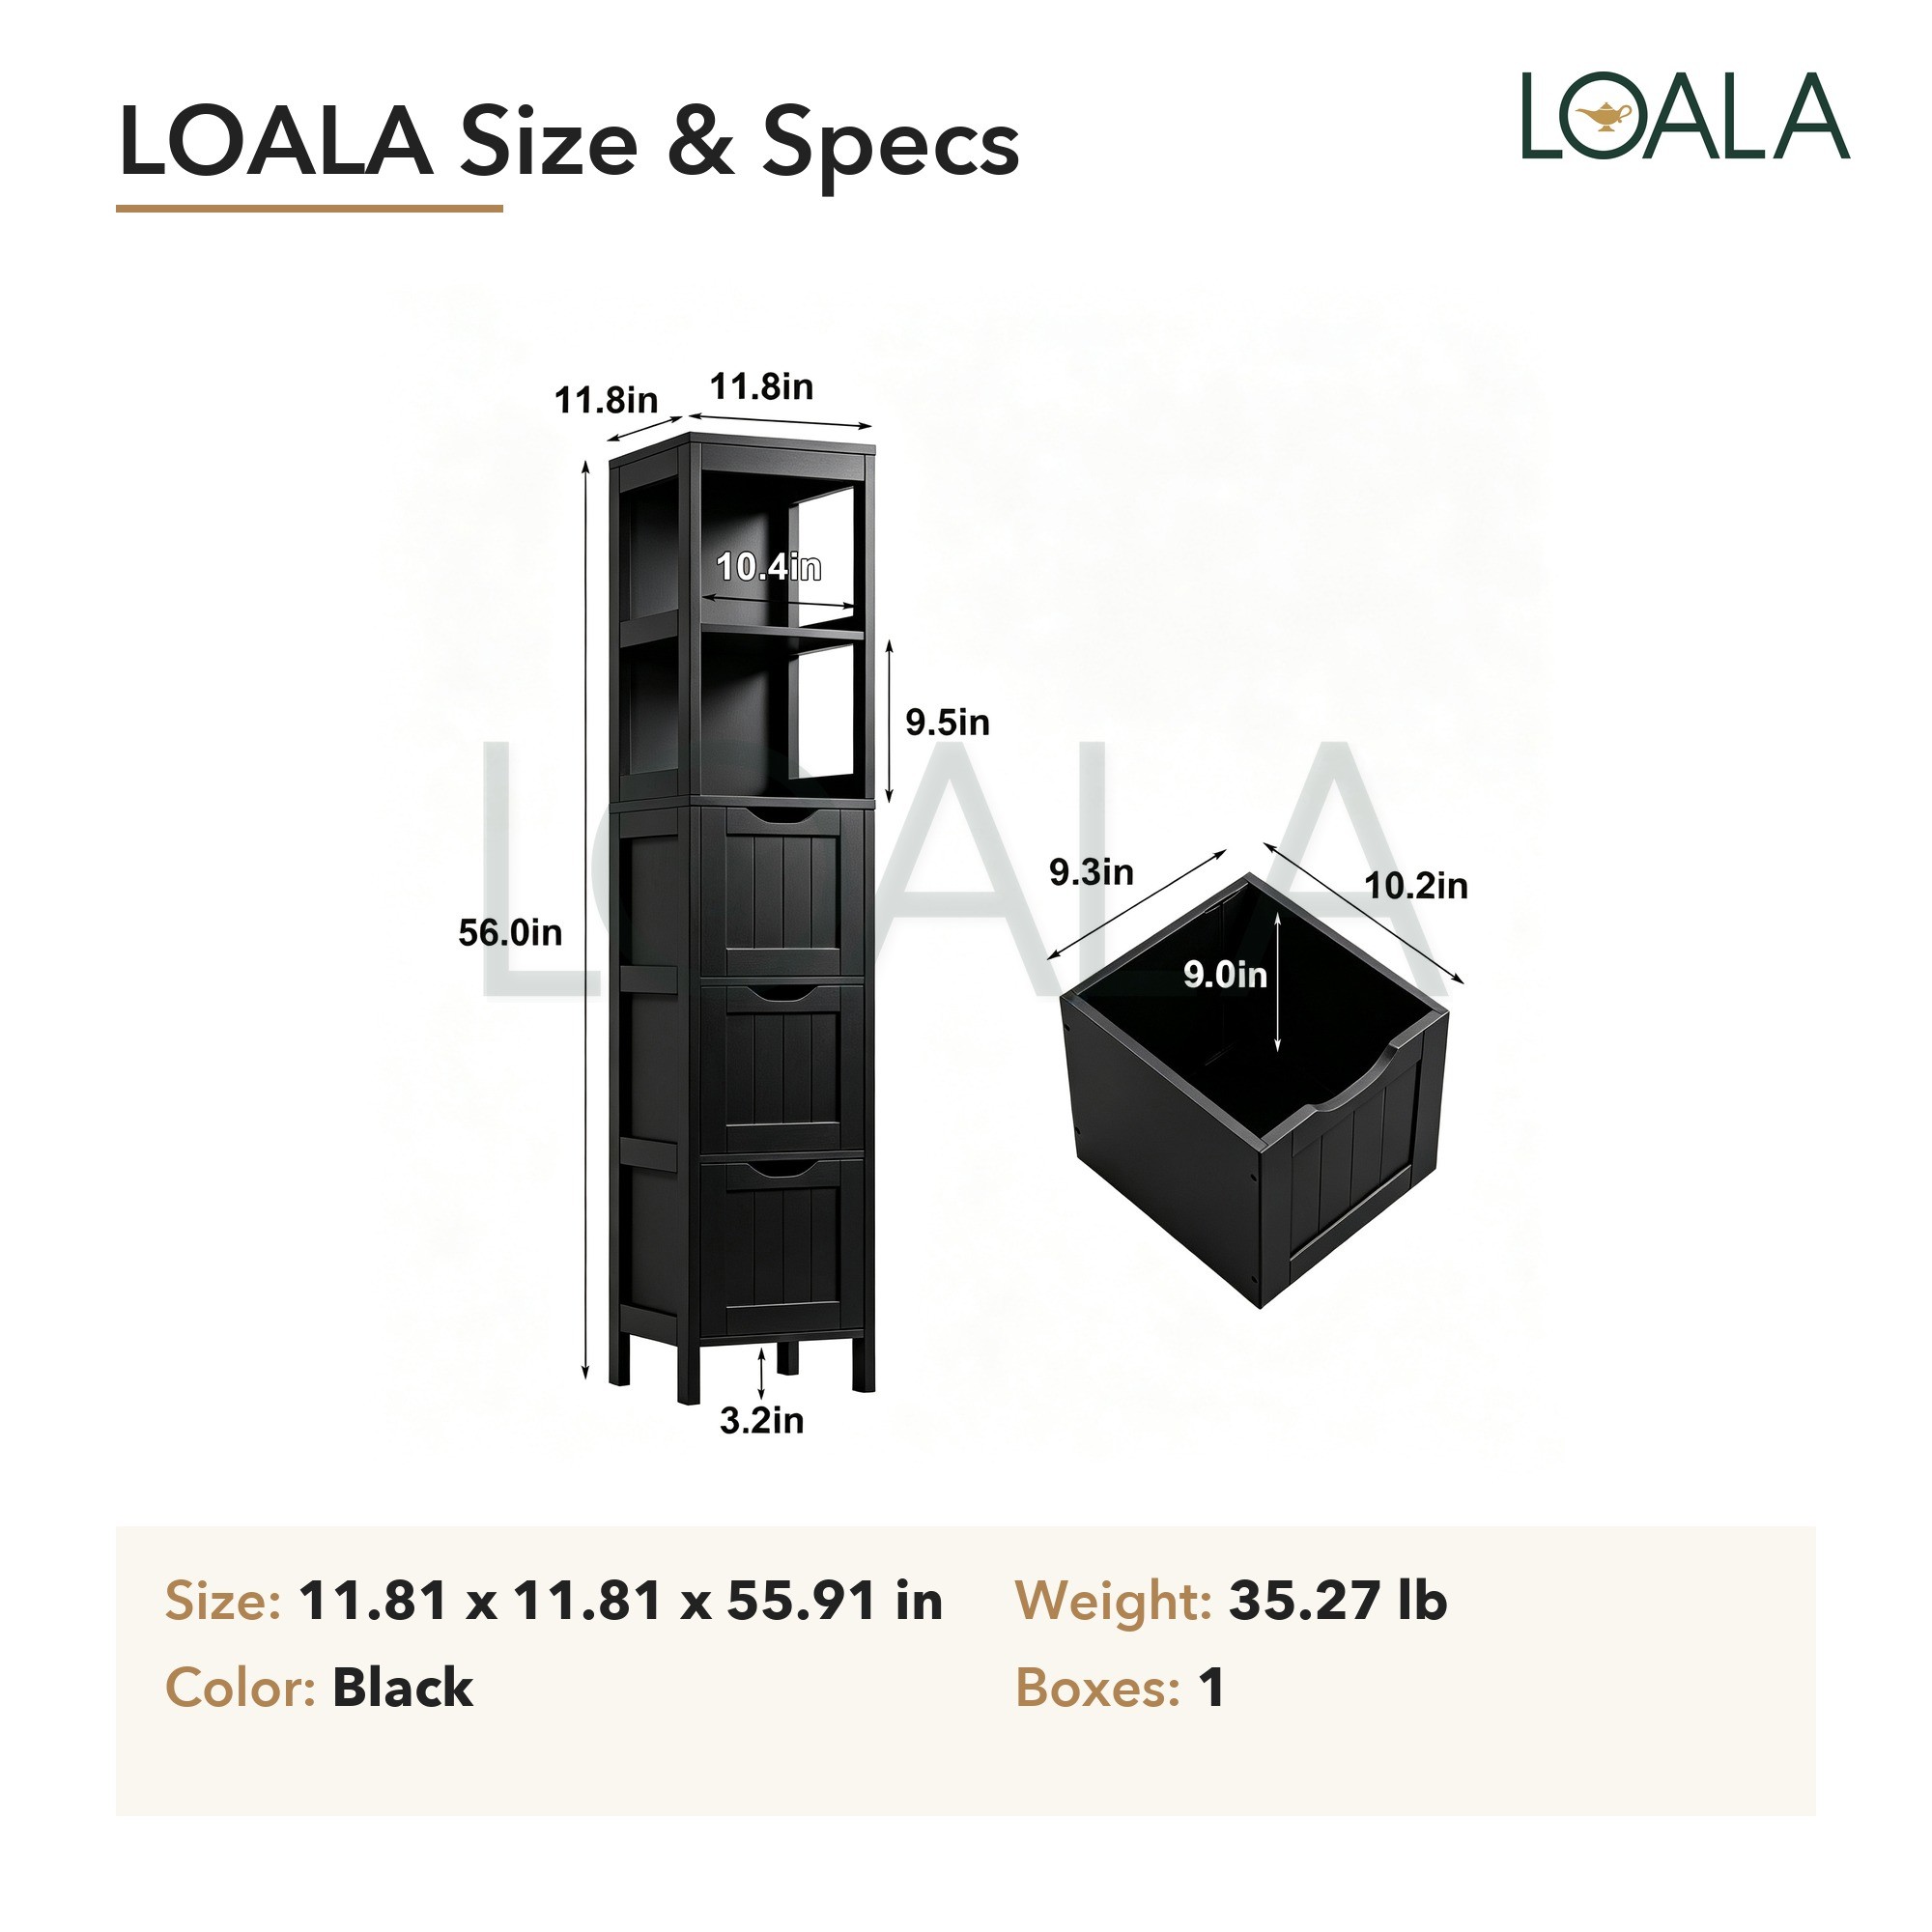 LOALA Size & Specs
LOALA
11.8in
11.8in
10.4in
9.5in
LOALA
56.0in
9.3in
10.2in
9.0in
3.2in
Size: 11.81 x 11.81 x 55.91 in
Weight: 35.27 lb
Color: Black
Boxes: 1